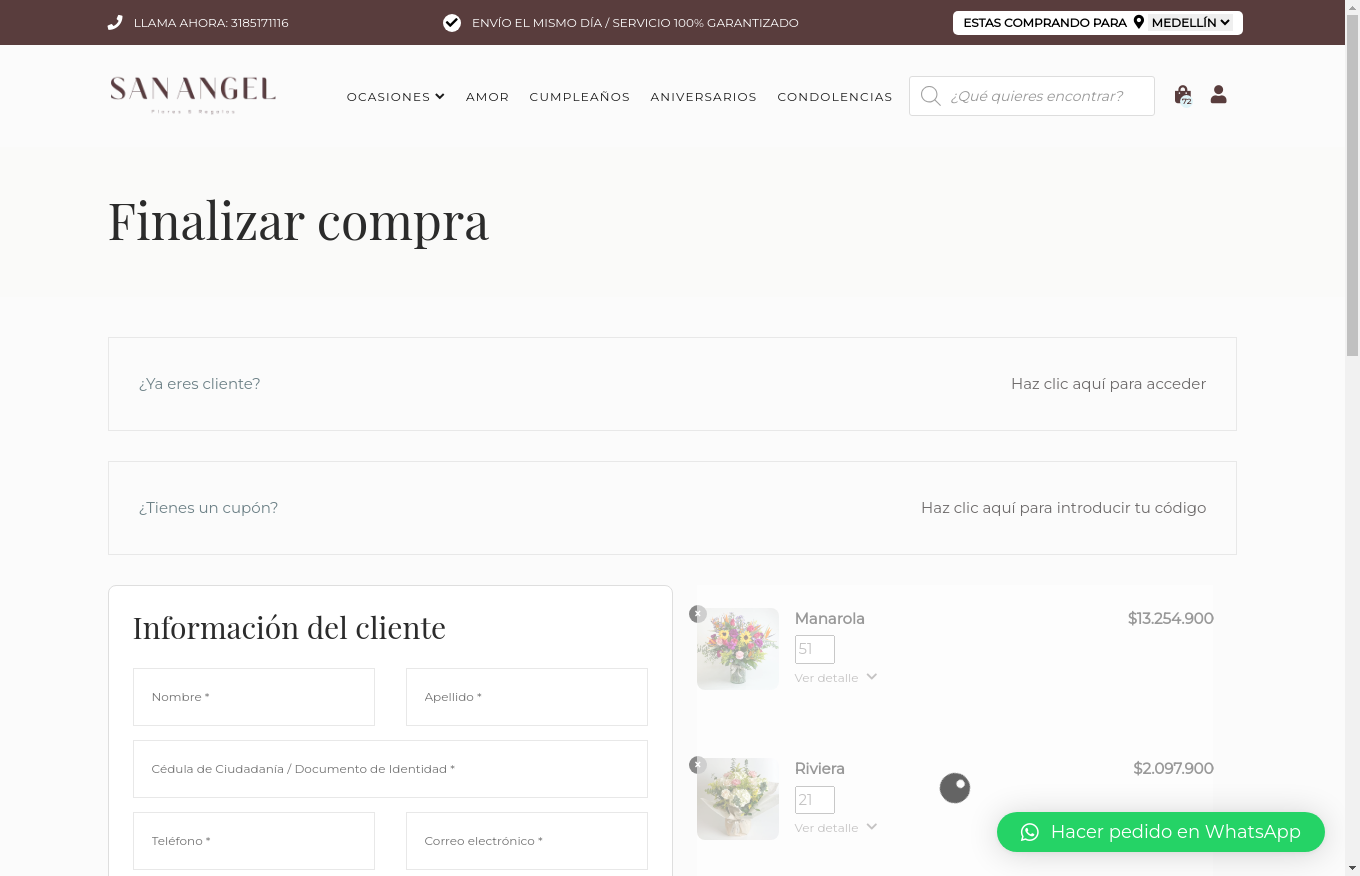 LLAMA AHORA: 3185171116
ENVÍO EL MISMO DÍA / SERVICIO 100% GARANTIZADO
ESTAS COMPRANDO PARA MEDELLÍN
SAN ANGEL
Flores & Regalos
OCASIONES
AMOR
CUMPLEAÑOS
ANIVERSARIOS
CONDOLENCIAS
¿Qué quieres encontrar?
72
Finalizar compra
¿Ya eres cliente?
Haz clic aquí para acceder
¿Tienes un cupón?
Haz clic aquí para introducir tu código
Información del cliente
Nombre *
Apellido *
Cédula de Ciudadanía / Documento de Identidad *
Teléfono *
Correo electrónico *
Manarola
$13.254.900
51
Ver detalle
Riviera
$2.097.900
21
Ver detalle
Hacer pedido en WhatsApp